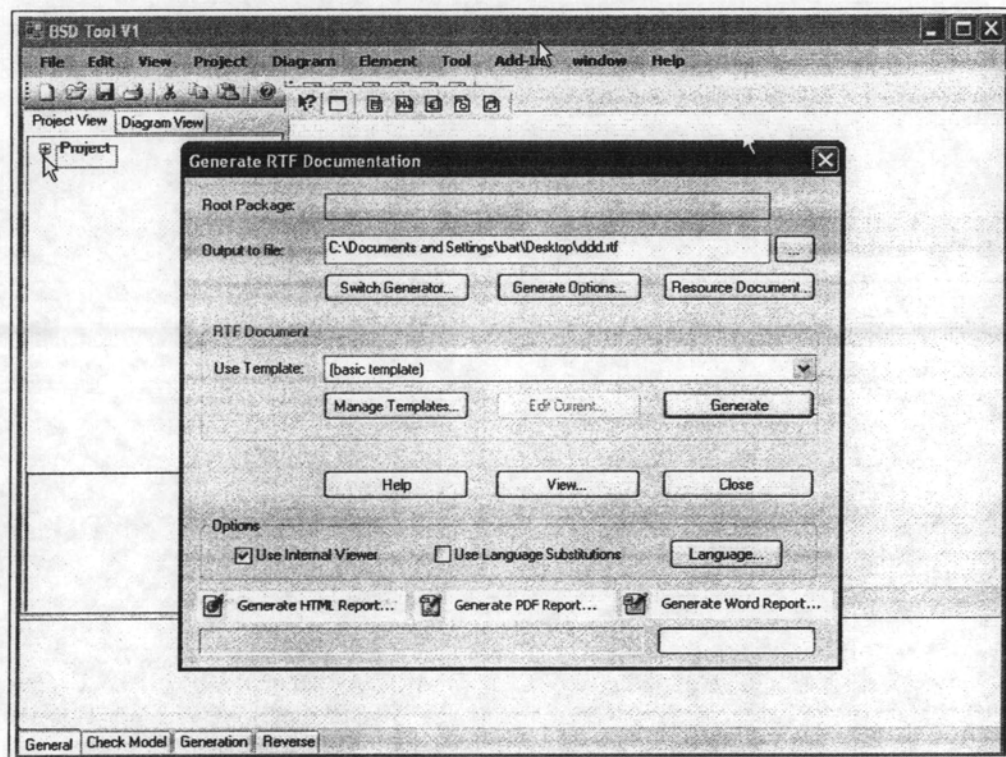 BSD Tool V1
File Edit View Project Diagram Element Tool Add-Ins window Help
Project View Diagram View
Project
Generate RTF Documentation
Root Package:
Output to file: C:\Documents and Settings\bat\Desktop\ddd.rtf ...
Switch Generator... Generate Options... Resource Document...
RTF Document
Use Template: (basic template)
Manage Templates... Edit Current... Generate
Help View... Close
Options
Use Internal Viewer Use Language Substitutions Language...
Generate HTML Report... Generate PDF Report... Generate Word Report...
General Check Model Generation Reverse